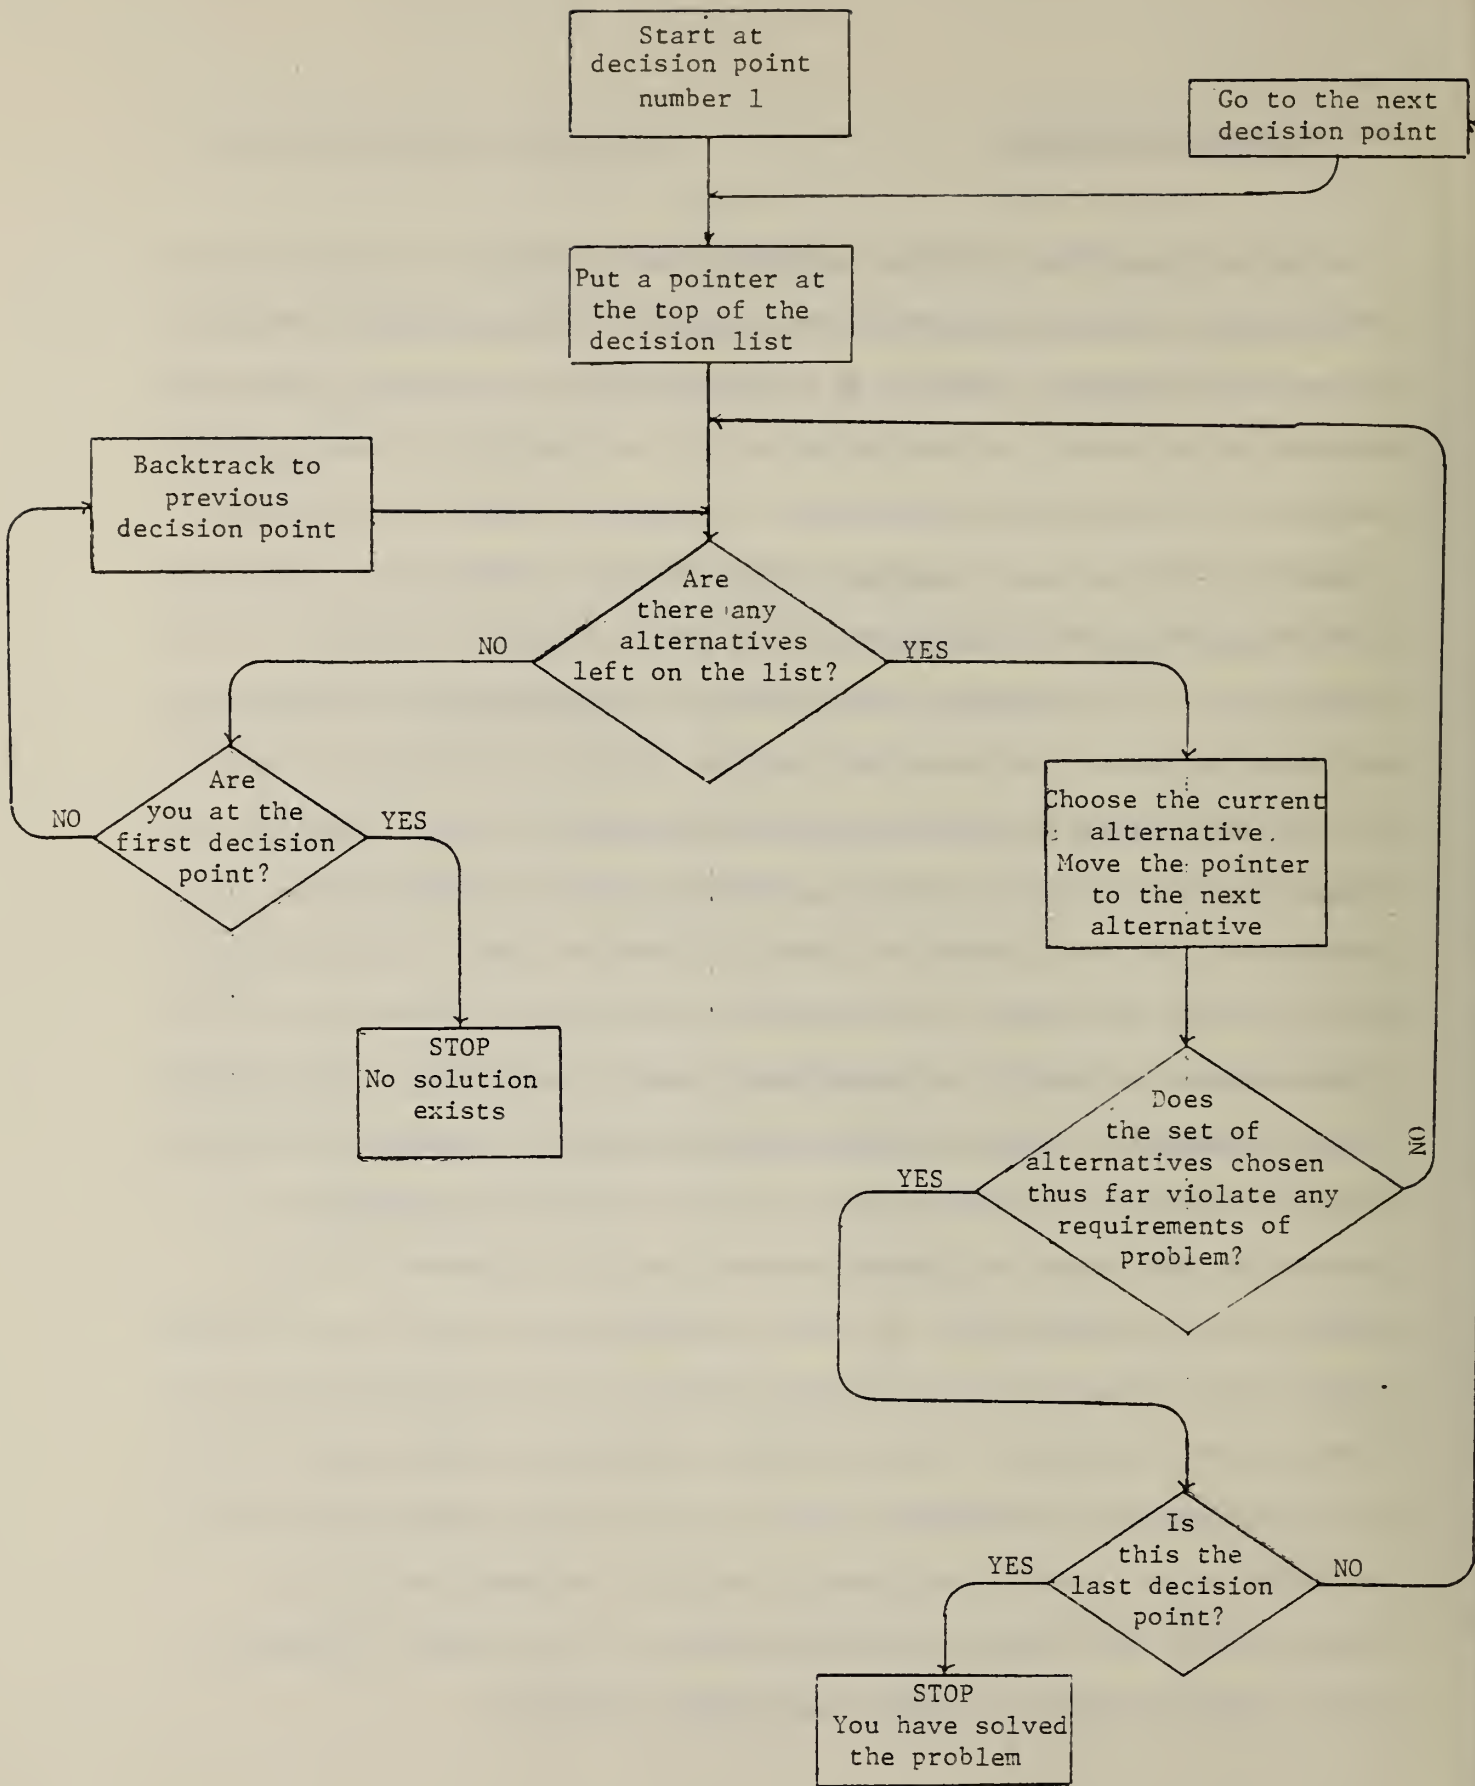 Start at
decision point
number 1
Go to the next
decision point
Put a pointer at
the top of the
decision list
Backtrack to
previous
decision point
Are
there any
alternatives
left on the list?
NO
YES
Are
you at the
first decision
point?
NO
YES
Choose the current
alternative.
Move the pointer
to the next
alternative
STOP
No solution
exists
Does
the set of
alternatives chosen
thus far violate any
requirements of
problem?
YES
NO
Is
this the
last decision
point?
YES
NO
STOP
You have solved
the problem